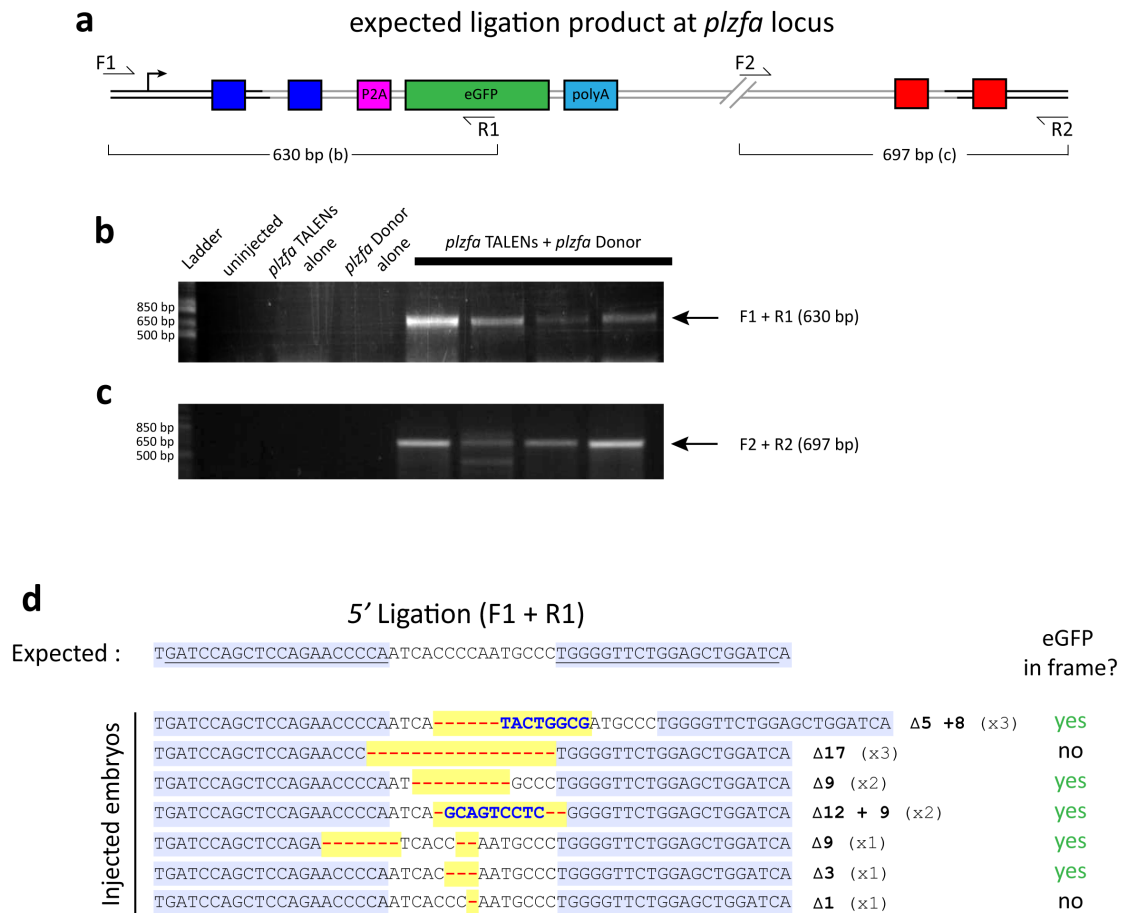 a
expected ligation product at plzfa locus
F1
F2
P2A
eGFP
polyA
R1
R2
630 bp (b)
697 bp (c)
b
Ladder
uninjected
plzfa TALENs
alone
plzfa Donor
alone
plzfa TALENs + plzfa Donor
850 bp
650 bp
500 bp
F1 + R1 (630 bp)
c
850 bp
650 bp
500 bp
F2 + R2 (697 bp)
d
5' Ligation (F1 + R1)
eGFP
in frame?
Expected : TGATCCAGCTCCAGAACCCCAATCACCCCAATGCCCTGGGGTTCTGGAGCTGGATCA
Injected embryos
TGATCCAGCTCCAGAACCCCAATCA------TACTGGCGATGCCCTGGGGTTCTGGAGCTGGATCA Δ5 +8 (x3) yes
TGATCCAGCTCCAGAACCC-----------------TGGGGTTCTGGAGCTGGATCA Δ17 (x3) no
TGATCCAGCTCCAGAACCCCAAT---------GCCCTGGGGTTCTGGAGCTGGATCA Δ9 (x2) yes
TGATCCAGCTCCAGAACCCCAATCA-GCAGTCCTC--GGGGTTCTGGAGCTGGATCA Δ12 + 9 (x2) yes
TGATCCAGCTCCAGA-------TCACC--AATGCCCTGGGGTTCTGGAGCTGGATCA Δ9 (x1) yes
TGATCCAGCTCCAGAACCCCAATCAC---AATGCCCTGGGGTTCTGGAGCTGGATCA Δ3 (x1) yes
TGATCCAGCTCCAGAACCCCAATCACCC-AATGCCCTGGGGTTCTGGAGCTGGATCA Δ1 (x1) no